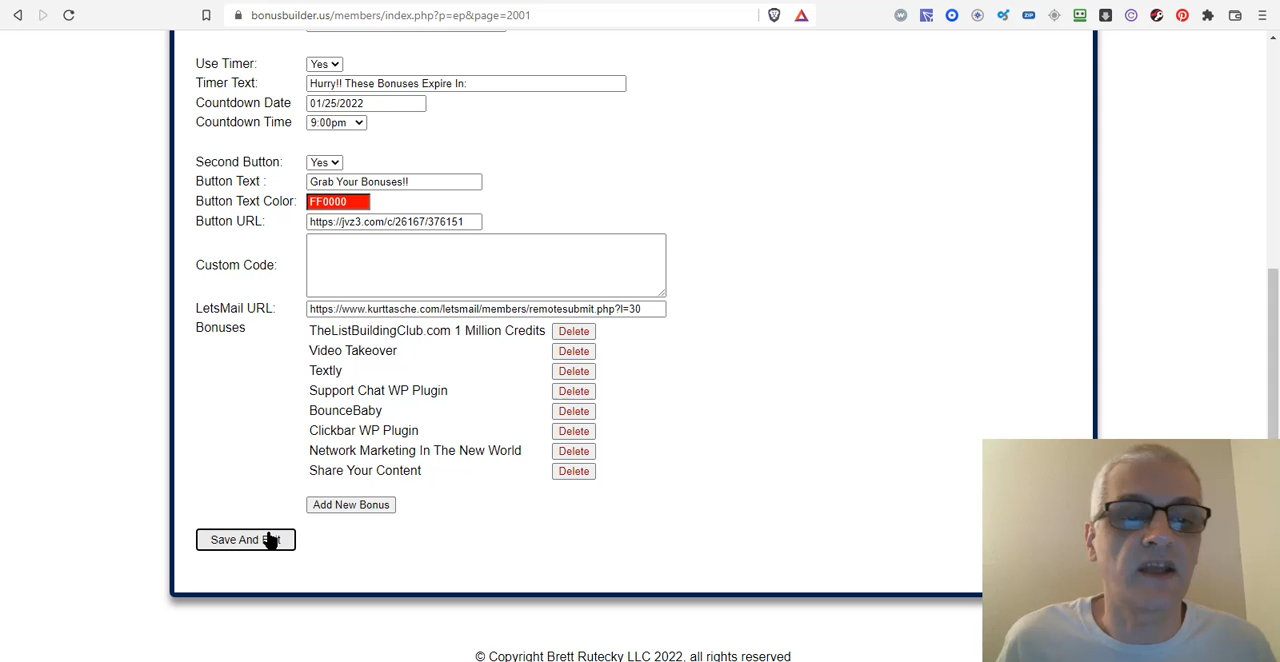 bonusbuilder.us/members/index.php?p=ep&page=2001
ZIP
Use Timer: Yes
Timer Text: Hurry!! These Bonuses Expire In:
Countdown Date 01/25/2022
Countdown Time 9:00pm
Second Button: Yes
Button Text : Grab Your Bonuses!!
Button Text Color: FF0000
Button URL: https://jvz3.com/c/26167/376151
Custom Code:
LetsMail URL: https://www.kurttasche.com/letsmail/members/remotesubmit.php?l=30
Bonuses
TheListBuildingClub.com 1 Million Credits Delete
Video Takeover Delete
Textly Delete
Support Chat WP Plugin Delete
BounceBaby Delete
Clickbar WP Plugin Delete
Network Marketing In The New World Delete
Share Your Content Delete
Add New Bonus
Save And Exit
© Copyright Brett Rutecky LLC 2022, all rights reserved